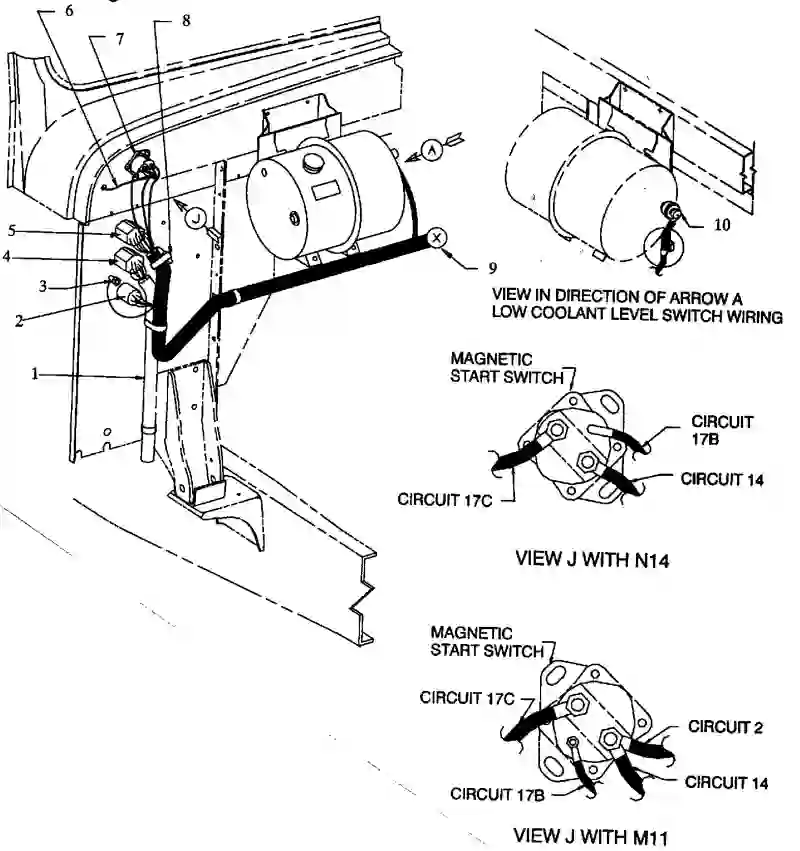 6
7
8
A
J
5
4
3
2
1
X
9
10
VIEW IN DIRECTION OF ARROW A
LOW COOLANT LEVEL SWITCH WIRING
MAGNETIC
START SWITCH
CIRCUIT
17B
CIRCUIT 14
CIRCUIT 17C
VIEW J WITH N14
MAGNETIC
START SWITCH
CIRCUIT 17C
CIRCUIT 2
CIRCUIT 14
CIRCUIT 17B
VIEW J WITH M11